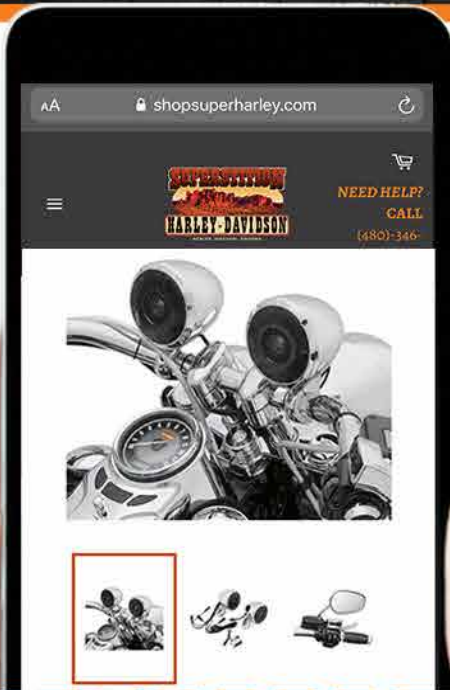 AA
shopsuperharley.com
SUPERSTITION
HARLEY-DAVIDSON
NEED HELP?
CALL
(480)-346-